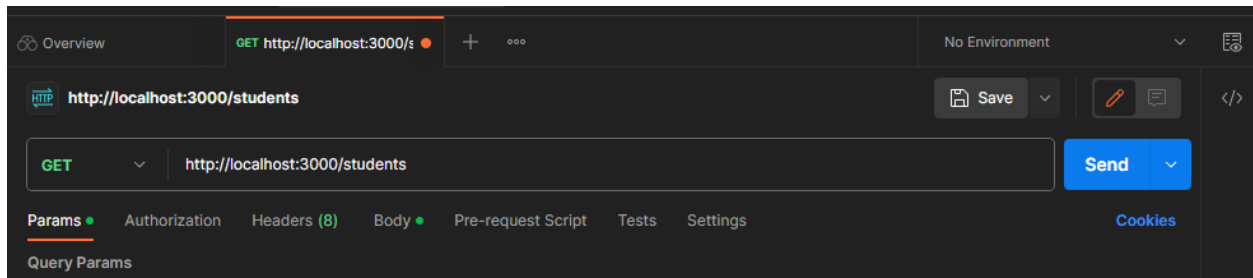 Overview GET http://localhost:3000/s No Environment
HTTP http://localhost:3000/students Save
GET http://localhost:3000/students Send
Params Authorization Headers (8) Body Pre-request Script Tests Settings Cookies
Query Params